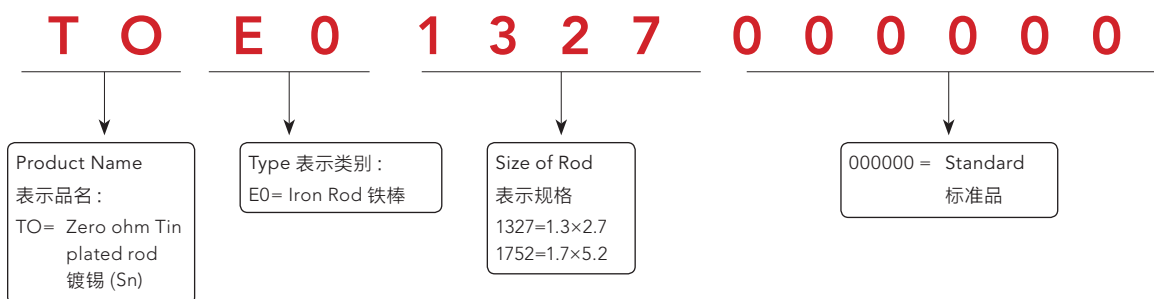 T O E 0 1 3 2 7 0 0 0 0 0 0
Product Name
表示品名 :
TO= Zero ohm Tin
plated rod
镀锡 (Sn)
Type 表示类别 :
E0= Iron Rod 铁棒
Size of Rod
表示规格
1327=1.3×2.7
1752=1.7×5.2
000000 = Standard
标准品